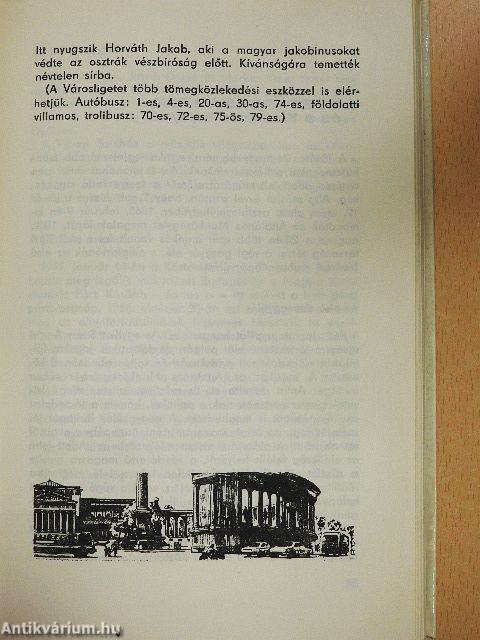 Itt nyugszik Horváth Jakab, aki a magyar jakobinusokat
védte az osztrák vészbíróság előtt. Kívánságára temették
névtelen sírba.
(A Városligetet több tömegközlekedési eszközzel is elér-
hetjük. Autóbusz: 1-es, 4-es, 20-as, 30-as, 74-es, földalatti
villamos, trolibusz: 70-es, 72-es, 75-ös, 79-es.)
Antikvárium.hu